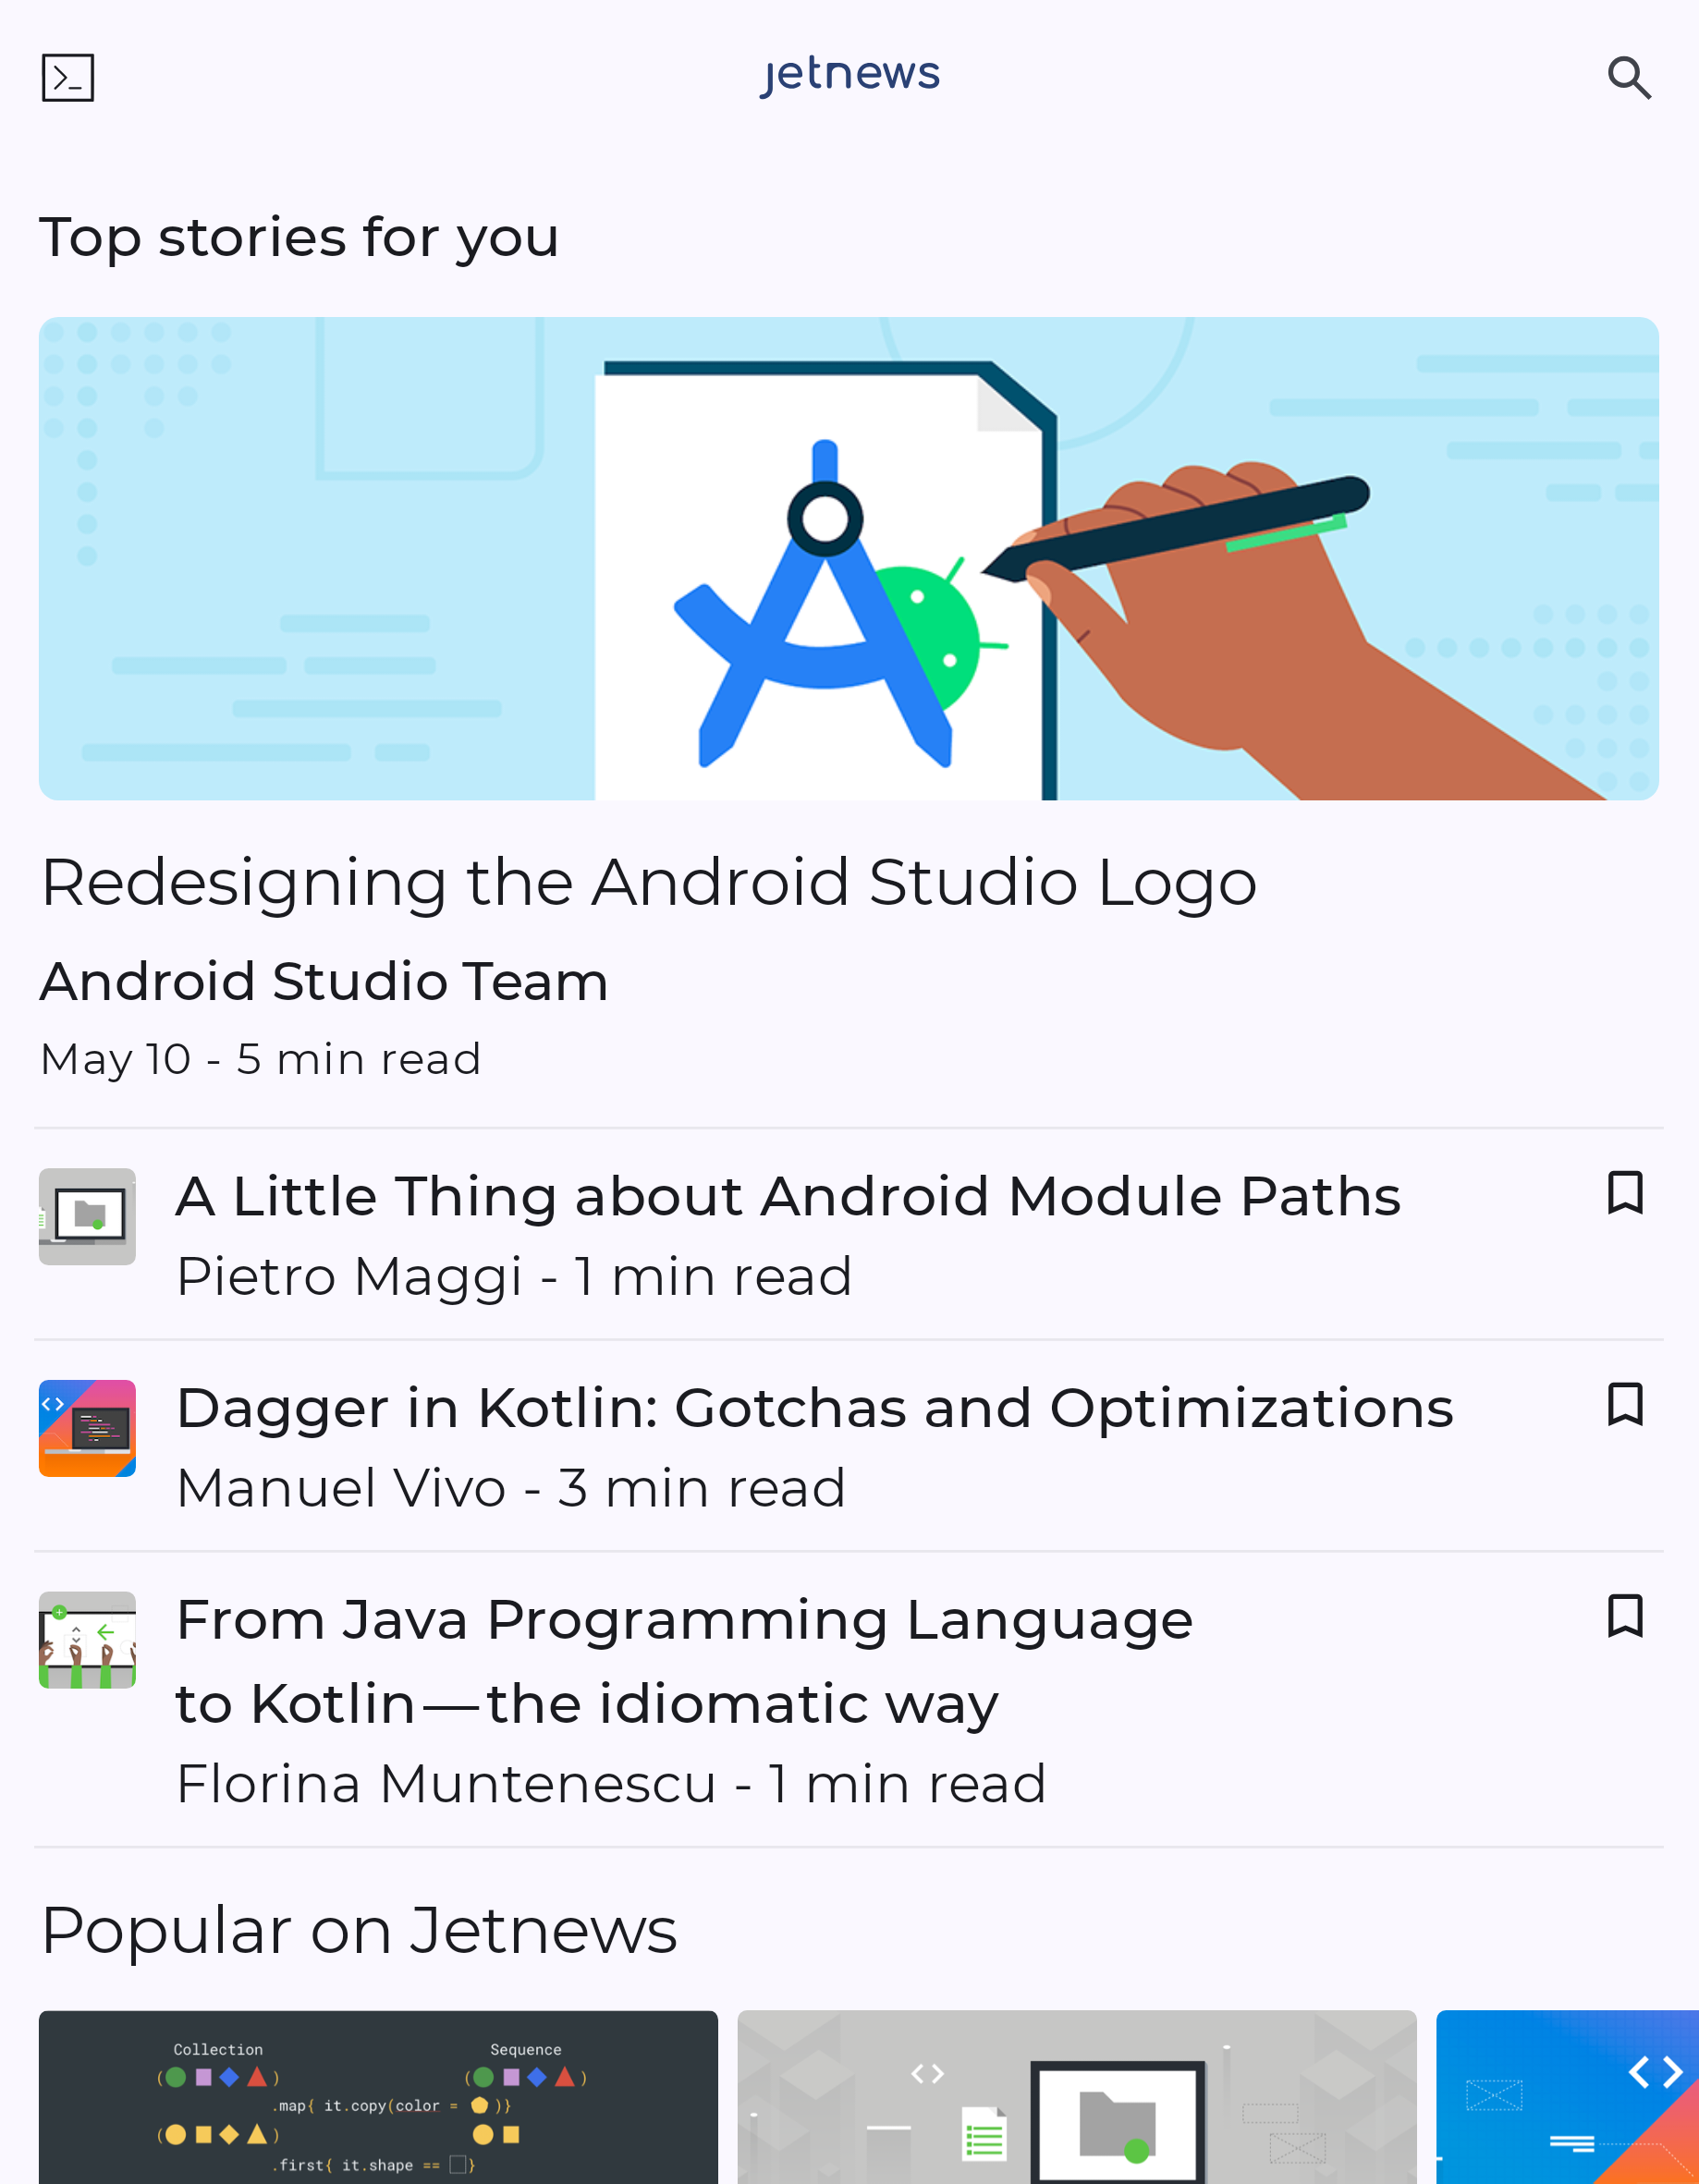 jetnews
Top stories for you
Redesigning the Android Studio Logo
Android Studio Team
May 10 - 5 min read
A Little Thing about Android Module Paths
Pietro Maggi - 1 min read
Dagger in Kotlin: Gotchas and Optimizations
Manuel Vivo - 3 min read
From Java Programming Language
to Kotlin — the idiomatic way
Florina Muntenescu - 1 min read
Popular on Jetnews
Collection Sequence
.map{ it.copy(color = )}
.first{ it.shape == }